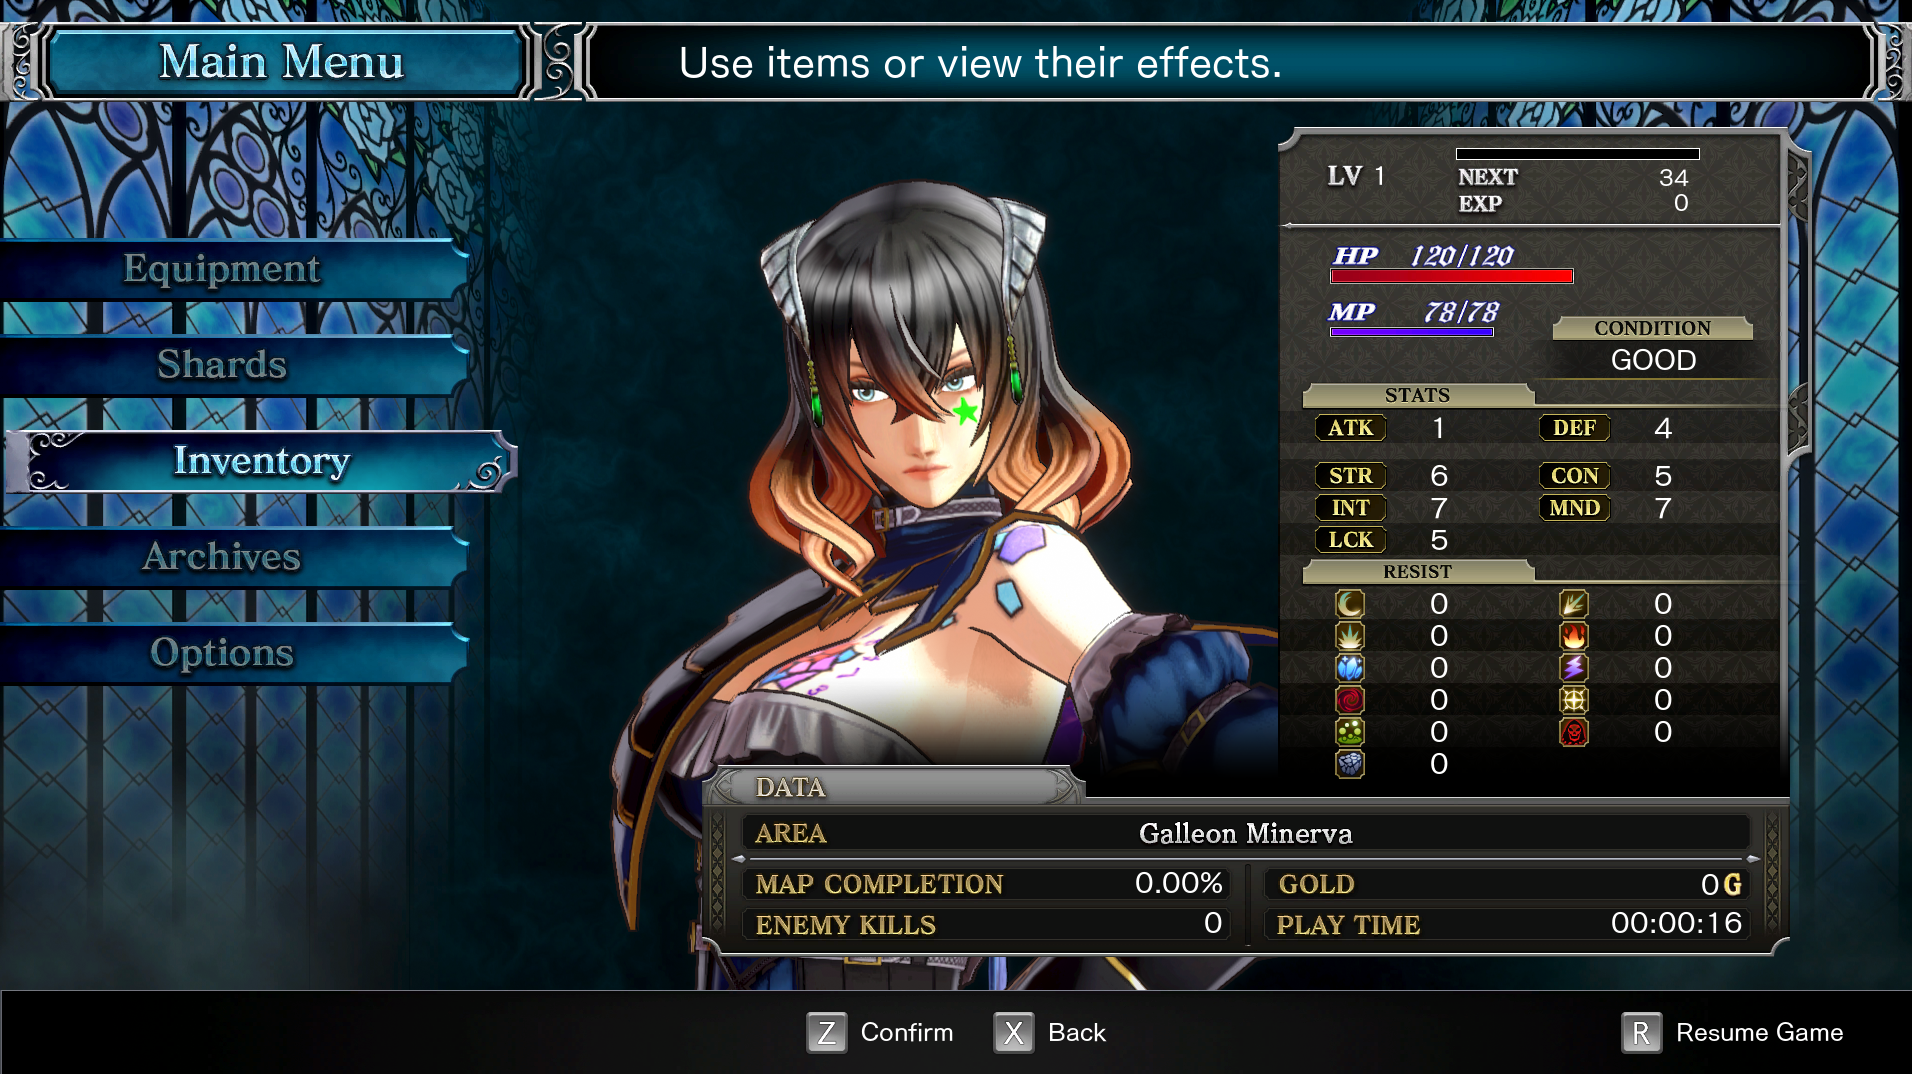 Main Menu
Use items or view their effects.
Equipment
Shards
Inventory
Archives
Options
LV 1
NEXT 34
EXP 0
HP 120/120
MP 78/78
CONDITION
GOOD
STATS
ATK 1 DEF 4
STR 6 CON 5
INT 7 MND 7
LCK 5
RESIST
0 0
0 0
0 0
0 0
0 0
0
DATA
AREA Galleon Minerva
MAP COMPLETION 0.00% GOLD 0 G
ENEMY KILLS 0 PLAY TIME 00:00:16
Z Confirm X Back R Resume Game